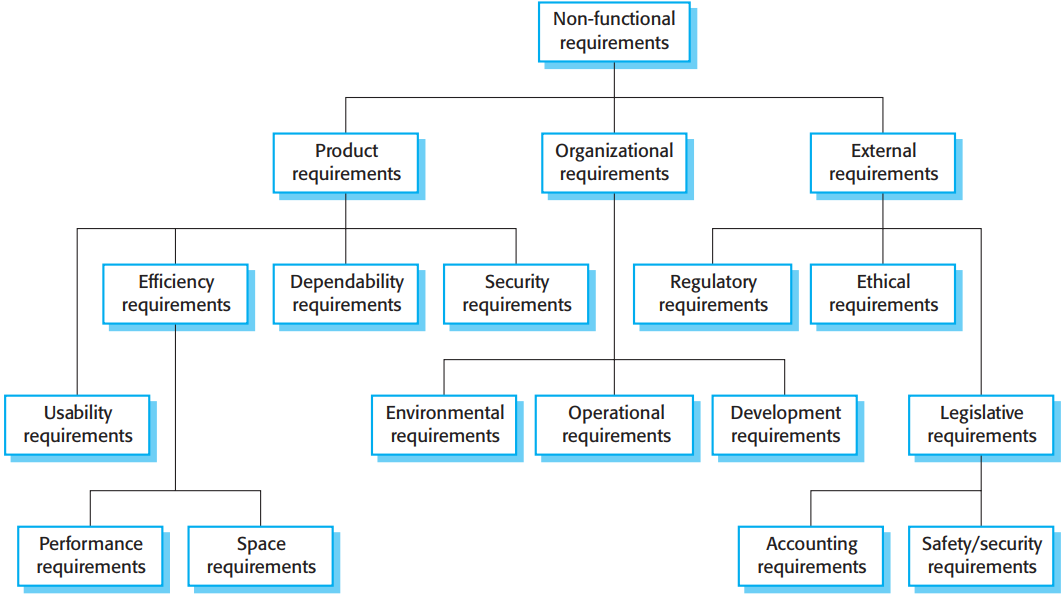 Non-functional
requirements
Product
requirements
Organizational
requirements
External
requirements
Efficiency
requirements
Dependability
requirements
Security
requirements
Regulatory
requirements
Ethical
requirements
Usability
requirements
Environmental
requirements
Operational
requirements
Development
requirements
Legislative
requirements
Performance
requirements
Space
requirements
Accounting
requirements
Safety/security
requirements